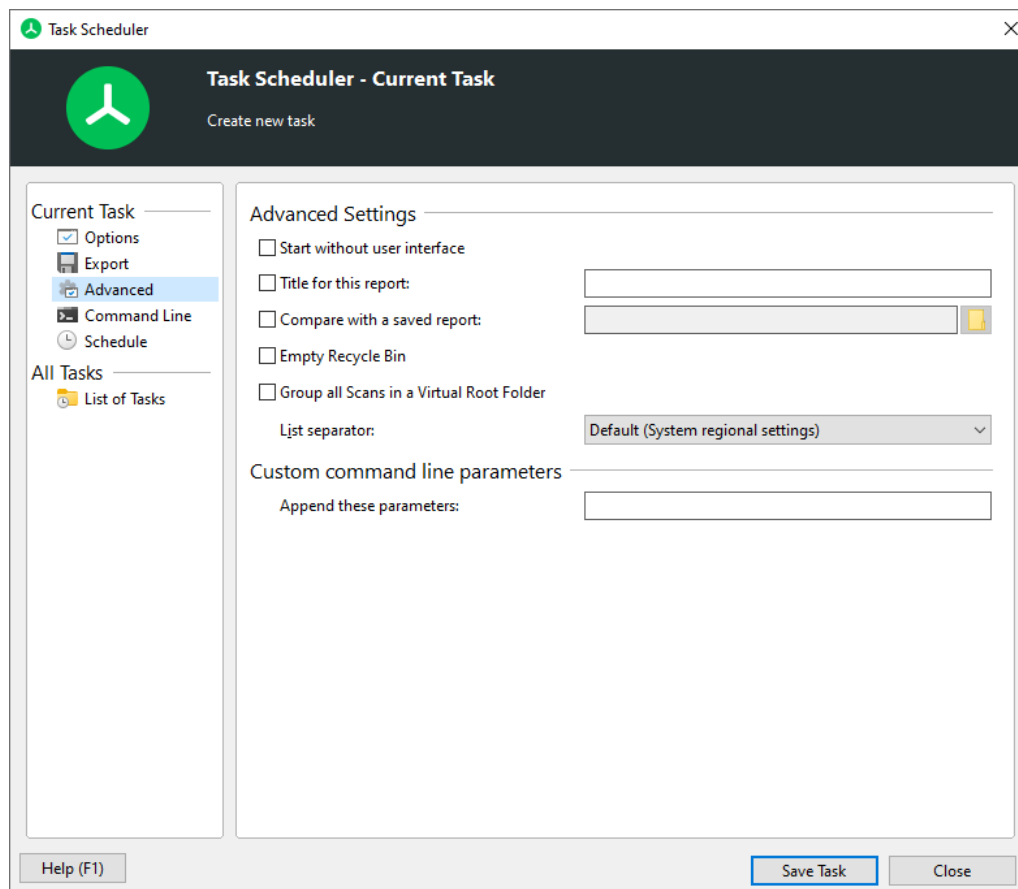 Task Scheduler
Task Scheduler - Current Task
Create new task
Current Task
Options
Export
Advanced
Command Line
Schedule
All Tasks
List of Tasks
Advanced Settings
Start without user interface
Title for this report:
Compare with a saved report:
Empty Recycle Bin
Group all Scans in a Virtual Root Folder
List separator: Default (System regional settings)
Custom command line parameters
Append these parameters:
Help (F1) Save Task Close